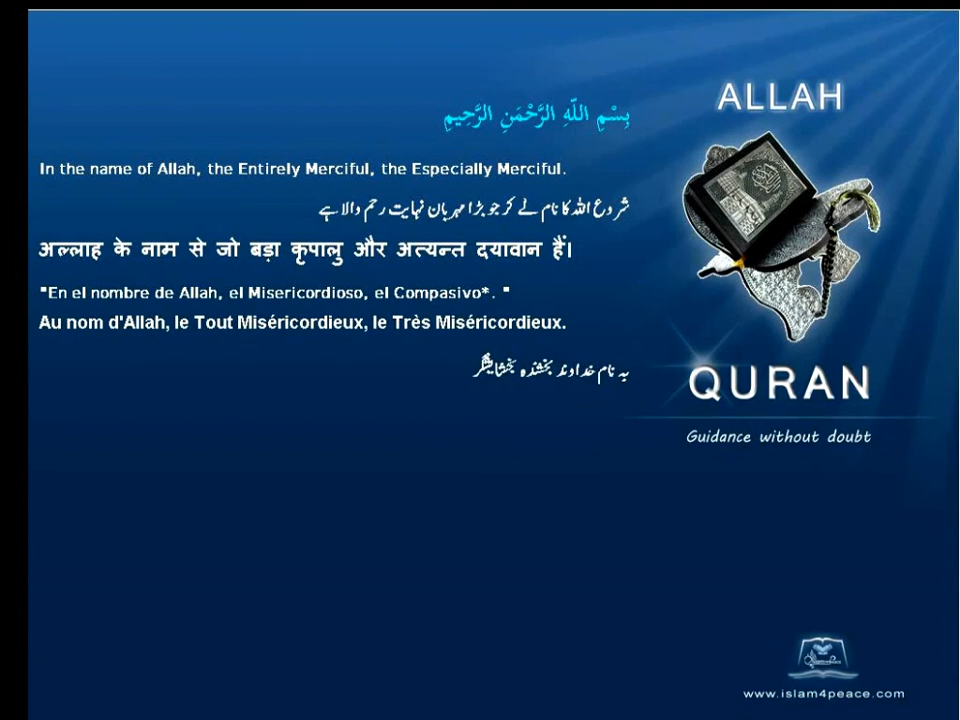 بِسْمِ اللَّهِ الرَّحْمَنِ الرَّحِيمِ
In the name of Allah, the Entirely Merciful, the Especially Merciful.
شروع اللہ کا نام لے کر جو بڑا مہربان نہایت رحم والا ہے
अल्लाह के नाम से जो बड़ा कृपालु और अत्यन्त दयावान हैं।
"En el nombre de Allah, el Misericordioso, el Compasivo*. "
Au nom d'Allah, le Tout Miséricordieux, le Très Miséricordieux.
به نام خداوند بخشنده بخشایشگر
ALLAH
QURAN
Guidance without doubt
www.islam4peace.com